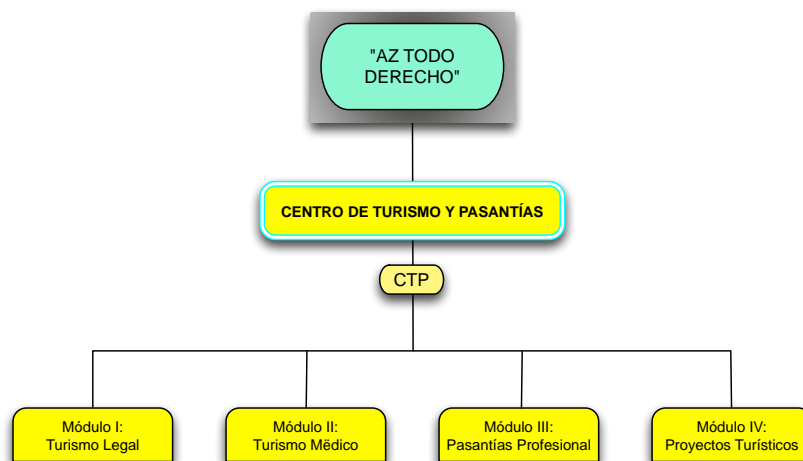 "AZ TODO
DERECHO"
CENTRO DE TURISMO Y PASANTÍAS
CTP
Módulo I:
Turismo Legal
Módulo II:
Turismo Mëdico
Módulo III:
Pasantías Profesional
Módulo IV:
Proyectos Turísticos